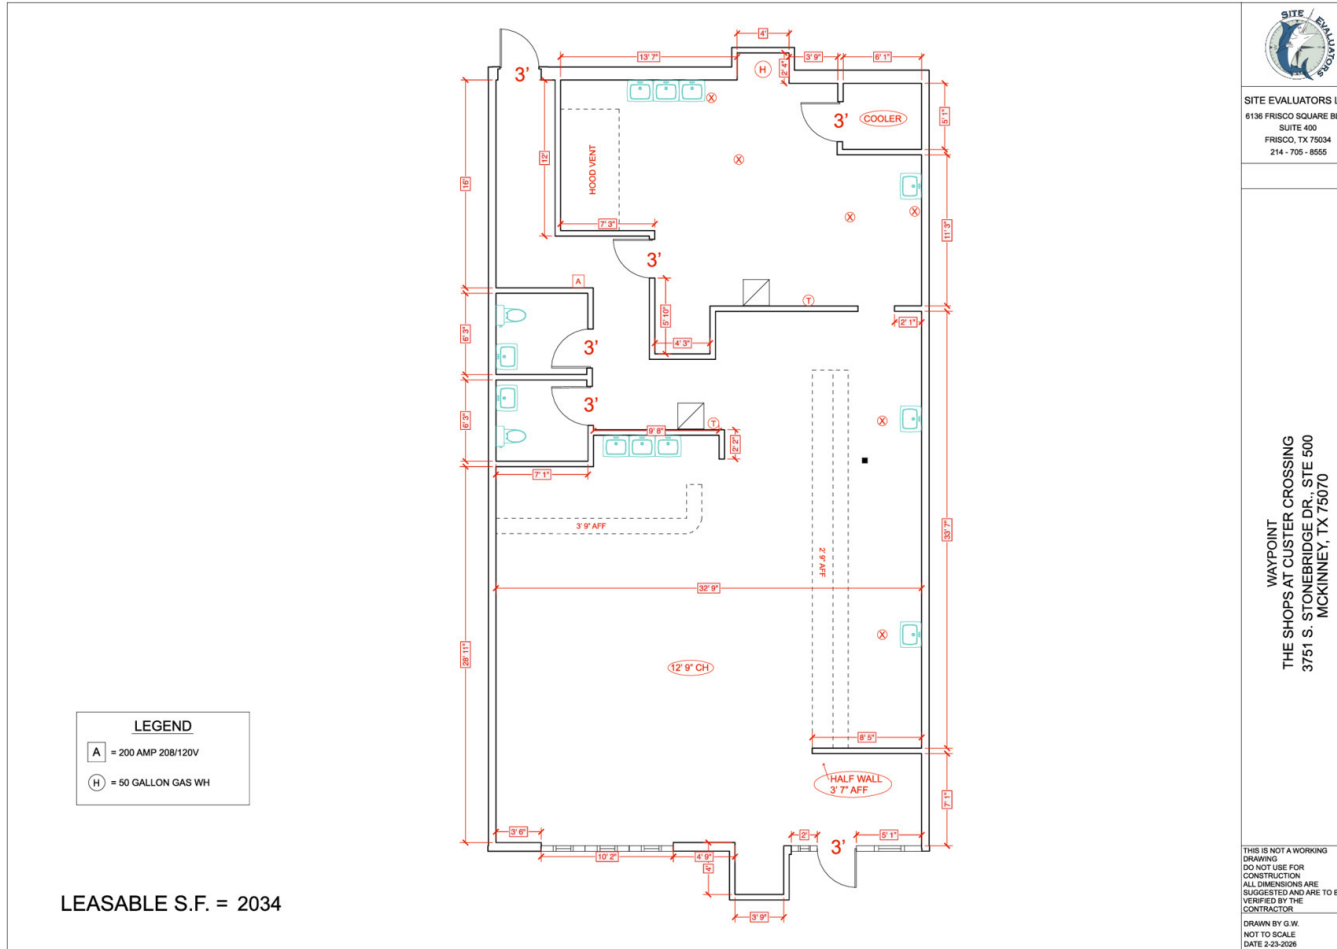 4'
13' 7"
3' 9"
6' 1"
2' 4"
H
3'
X
3'
COOLER
5' 1"
HOOD VENT
12'
16'
X
X
X
11' 3"
7' 3"
3'
A
T
5' 10"
2' 1"
4' 3"
6' 3"
3'
3'
6' 3"
T
9' 8"
2' 2"
X
7' 1"
3' 9" AFF
2' 9" AFF
33' 7"
32' 9"
X
28' 11"
12' 9" CH
8' 5"
HALF WALL
3' 7" AFF
7' 1"
3' 6"
10' 2"
4' 9"
4'
2'
3'
5' 1"
3' 9"
LEGEND
A = 200 AMP 208/120V
H = 50 GALLON GAS WH
LEASABLE S.F. = 2034
SITE EVALUATORS
SITE EVALUATORS
6136 FRISCO SQUARE
SUITE 400
FRISCO, TX 75034
214 - 705 - 8555
WAYPOINT
THE SHOPS AT CUSTER CROSSING
3751 S. STONEBRIDGE DR., STE 500
MCKINNEY, TX 75070
THIS IS NOT A WORKING
DRAWING
DO NOT USE FOR
CONSTRUCTION
ALL DIMENSIONS ARE
SUGGESTED AND ARE TO
VERIFIED BY THE
CONTRACTOR
DRAWN BY G.W.
NOT TO SCALE
DATE 2-23-2026